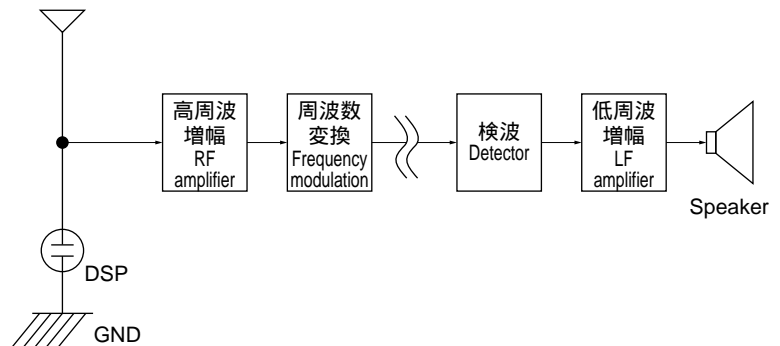 高周波
増幅
RF
amplifier
周波数
変換
Frequency
modulation
検波
Detector
低周波
増幅
LF
amplifier
Speaker
DSP
GND